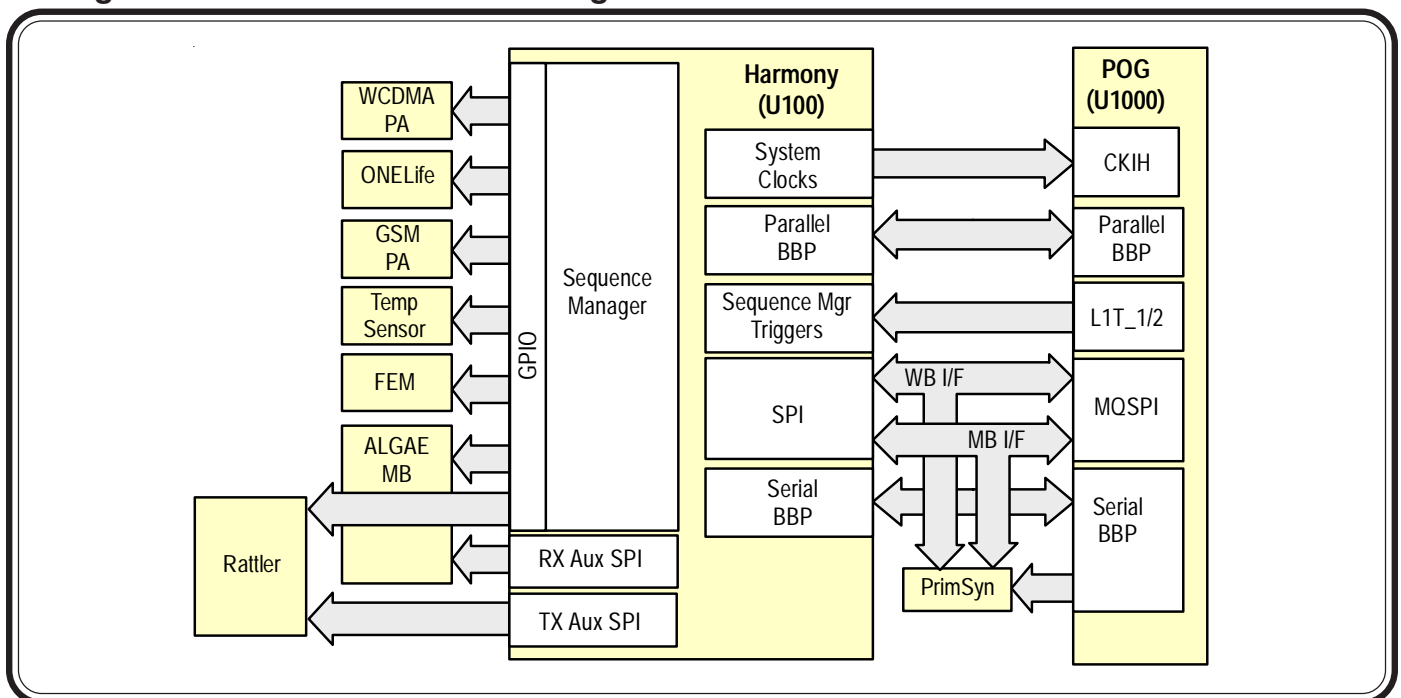 WCDMA
PA
ONELife
GSM
PA
Temp
Sensor
FEM
ALGAE
MB
Rattler
GPIO
Sequence
Manager
RX Aux SPI
TX Aux SPI
Harmony
(U100)
System
Clocks
Parallel
BBP
Sequence Mgr
Triggers
SPI
Serial
BBP
WB I/F
MB I/F
PrimSyn
POG
(U1000)
CKIH
Parallel
BBP
L1T_1/2
MQSPI
Serial
BBP